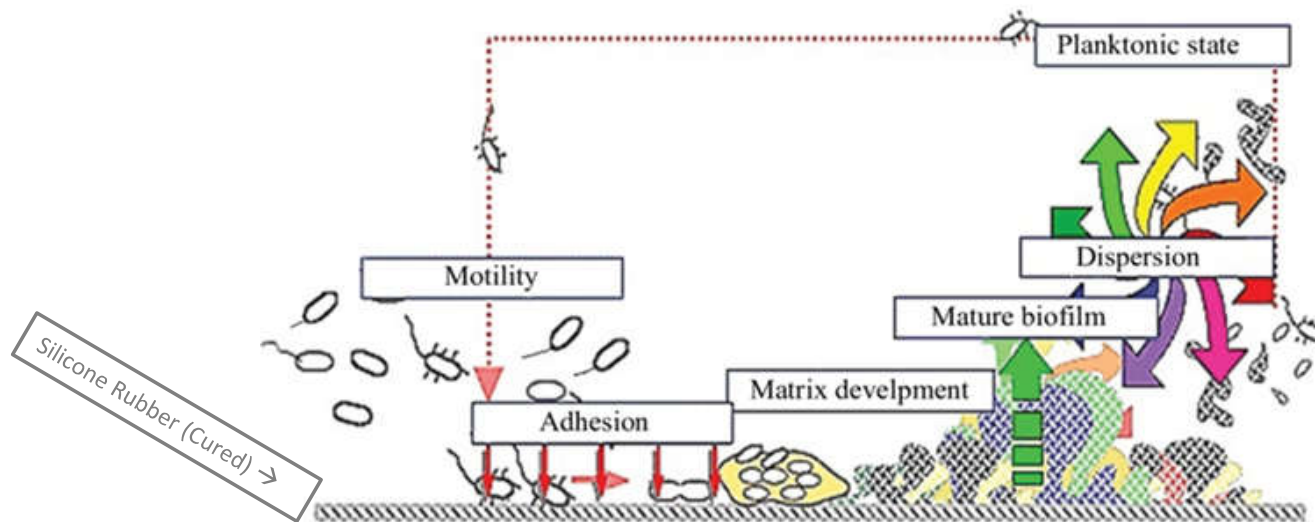 Planktonic state
Motility
Dispersion
Mature biofilm
Silicone Rubber (Cured) →
Matrix develpment
Adhesion